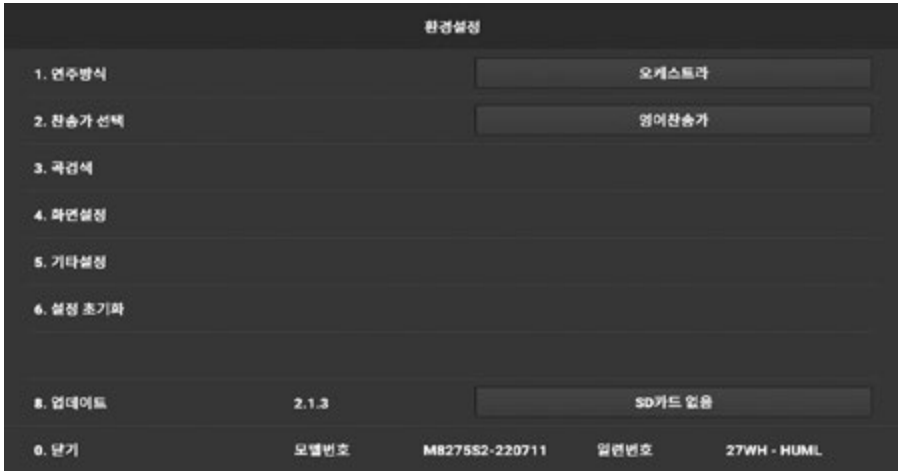 환경설정
1. 연주방식 오케스트라
2. 찬송가 선택 영어찬송가
3. 곡검색
4. 화면설정
5. 기타설정
6. 설정 초기화
8. 업데이트 2.1.3 SD카드 없음
0. 닫기 모델번호 M8275S2-220711 일련번호 27WH - HUML